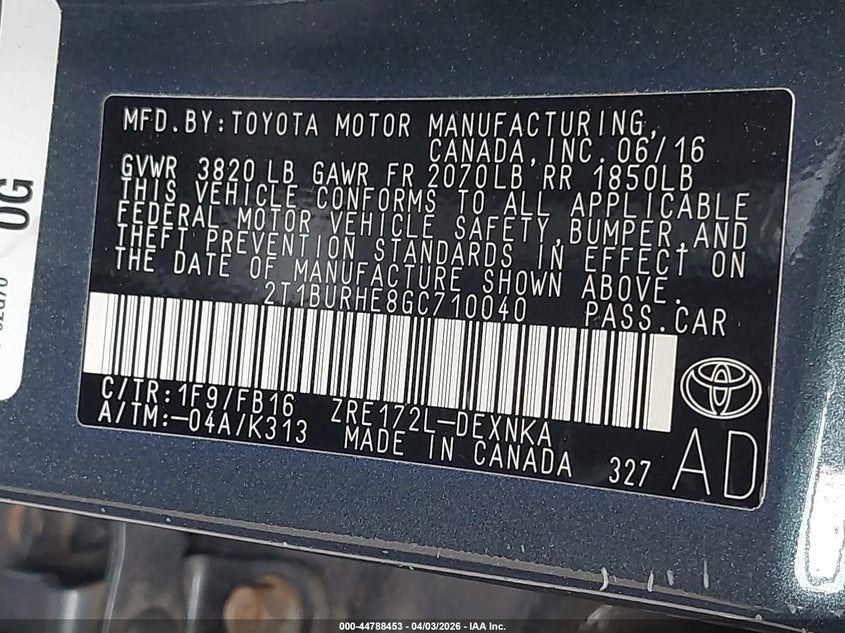 MFD.BY:TOYOTA MOTOR MANUFACTURING,
CANADA,INC. 06/16
GVWR 3820 LB GAWR FR 2070LB RR 1850LB
THIS VEHICLE CONFORMS TO ALL APPLICABLE
FEDERAL MOTOR VEHICLE SAFETY,BUMPER,AND
THEFT PREVENTION STANDARDS IN EFFECT ON
THE DATE OF MANUFACTURE SHOWN ABOVE.
2T1BURHE8GC710040 PASS.CAR
C/TR:1F9/FB16 ZRE172L-DEXNKA
A/TM:-04A/K313 MADE IN CANADA 327 AD
0G
000-44788453 - 04/03/2026 - IAA Inc.